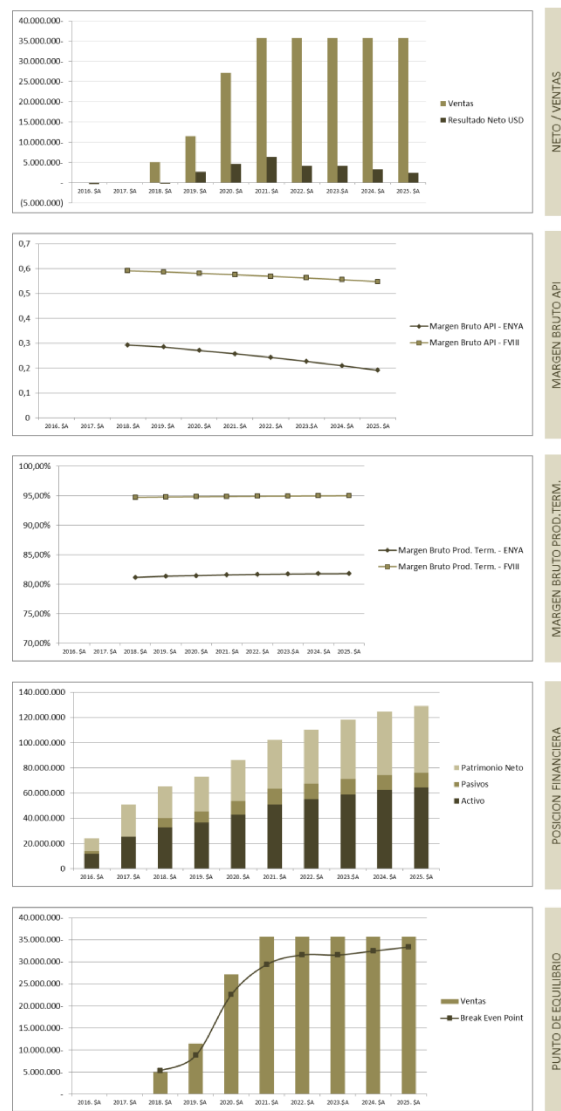 40.000.000-
35.000.000-
30.000.000-
25.000.000-
20.000.000-
15.000.000-
10.000.000-
5.000.000-
-
(5.000.000)
2016. $A 2017. $A 2018. $A 2019. $A 2020. $A 2021. $A 2022. $A 2023.$A 2024. $A 2025. $A
Ventas
Resultado Neto USD
NETO / VENTAS
0,7
0,6
0,5
0,4
0,3
0,2
0,1
0
2016. $A 2017. $A 2018. $A 2019. $A 2020. $A 2021. $A 2022. $A 2023.$A 2024. $A 2025. $A
Margen Bruto API - ENYA
Margen Bruto API - FVIII
MARGEN BRUTO API
100,00%
95,00%
90,00%
85,00%
80,00%
75,00%
70,00%
2016. $A 2017. $A 2018. $A 2019. $A 2020. $A 2021. $A 2022. $A 2023.$A 2024. $A 2025. $A
Margen Bruto Prod. Term. - ENYA
Margen Bruto Prod. Term. - FVIII
MARGEN BRUTO PROD.TERM.
140.000.000
120.000.000
100.000.000
80.000.000
60.000.000
40.000.000
20.000.000
0
2016. $A 2017. $A 2018. $A 2019. $A 2020. $A 2021. $A 2022. $A 2023.$A 2024. $A 2025. $A
Patrimonio Neto
Pasivos
Activo
POSICION FINANCIERA
40.000.000-
35.000.000-
30.000.000-
25.000.000-
20.000.000-
15.000.000-
10.000.000-
5.000.000-
-
2016. $A 2017. $A 2018. $A 2019. $A 2020. $A 2021. $A 2022. $A 2023.$A 2024. $A 2025. $A
Ventas
Break Even Point
PUNTO DE EQUILIBRIO